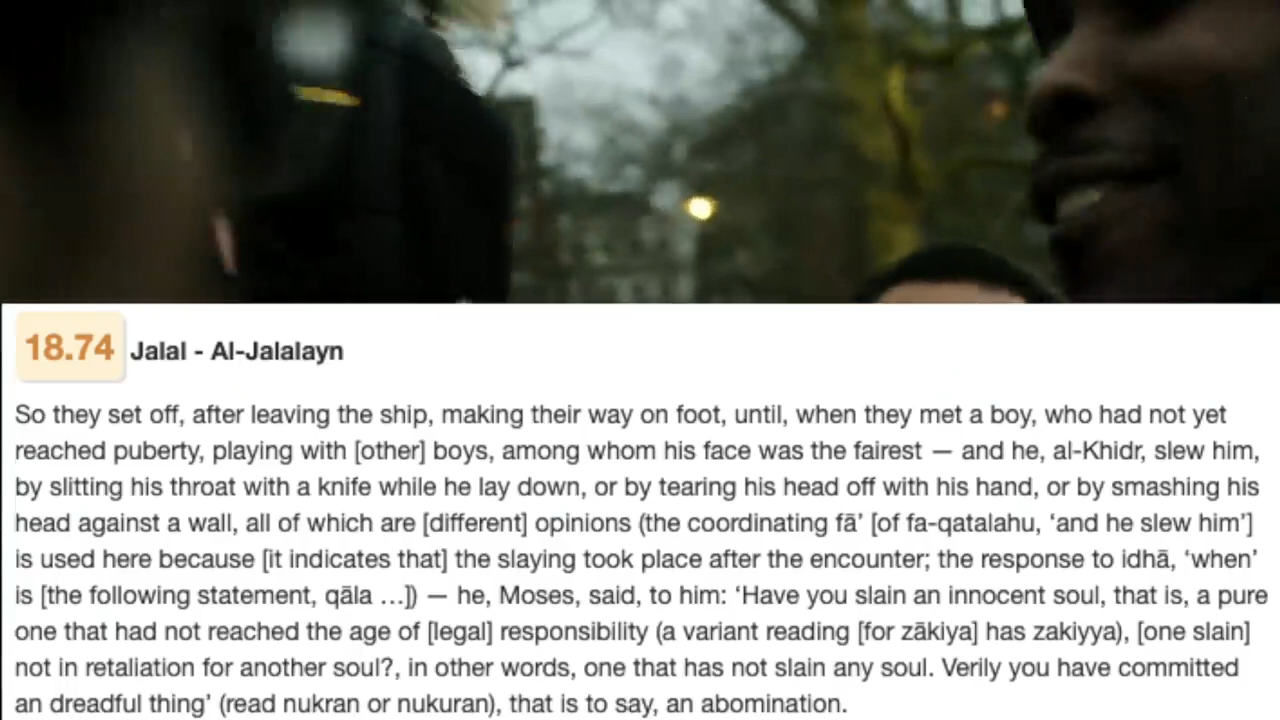 18.74 Jalal - Al-Jalalayn
So they set off, after leaving the ship, making their way on foot, until, when they met a boy, who had not yet
reached puberty, playing with [other] boys, among whom his face was the fairest — and he, al-Khidr, slew him,
by slitting his throat with a knife while he lay down, or by tearing his head off with his hand, or by smashing his
head against a wall, all of which are [different] opinions (the coordinating fā’ [of fa-qatalahu, ‘and he slew him’]
is used here because [it indicates that] the slaying took place after the encounter; the response to idhā, ‘when’
is [the following statement, qāla ...]) — he, Moses, said, to him: ‘Have you slain an innocent soul, that is, a pure
one that had not reached the age of [legal] responsibility (a variant reading [for zākiya] has zakiyya), [one slain]
not in retaliation for another soul?, in other words, one that has not slain any soul. Verily you have committed
an dreadful thing’ (read nukran or nukuran), that is to say, an abomination.